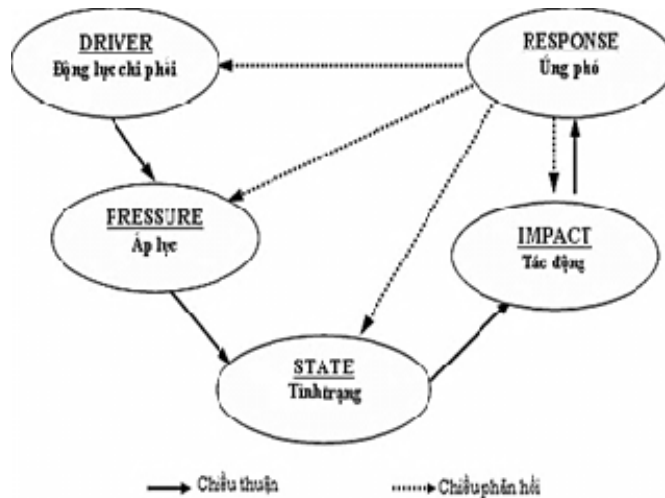 DRIVER
Động lực chi phối
RESPONSE
Ứng phó
PRESSURE
Áp lực
IMPACT
Tác động
STATE
Tình trạng
Chiều thuận
Chiều phản hồi